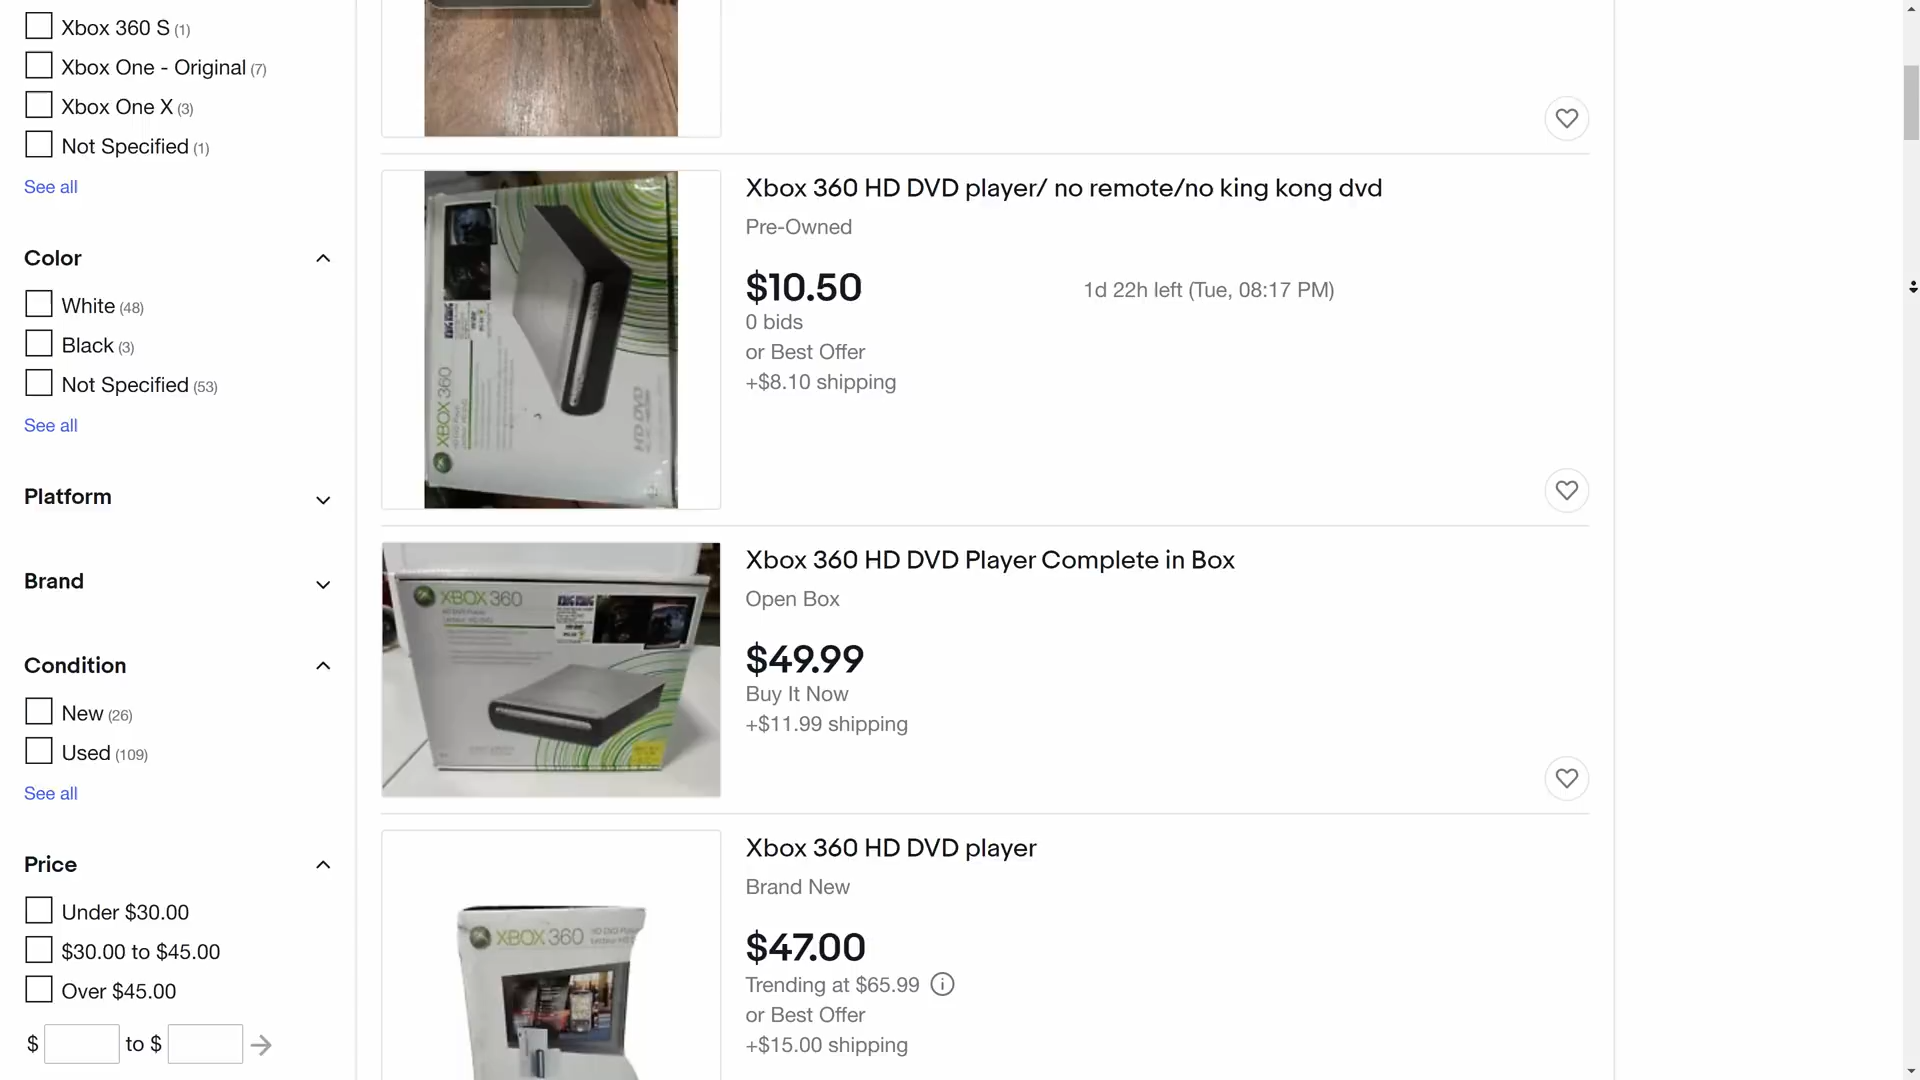 Xbox 360 S (1)
Xbox One - Original (7)
Xbox One X (3)
Not Specified (1)
See all
Color
White (48)
Black (3)
Not Specified (53)
See all
Platform
Brand
Condition
New (26)
Used (109)
See all
Price
Under $30.00
$30.00 to $45.00
Over $45.00
$ to $
Xbox 360 HD DVD player/ no remote/no king kong dvd
Pre-Owned
$10.50
1d 22h left (Tue, 08:17 PM)
0 bids
or Best Offer
+$8.10 shipping
XBOX 360
HD DVD
Xbox 360 HD DVD Player Complete in Box
Open Box
$49.99
Buy It Now
+$11.99 shipping
XBOX 360
HD DVD Player
Xbox 360 HD DVD player
Brand New
$47.00
Trending at $65.99
or Best Offer
+$15.00 shipping
XBOX 360